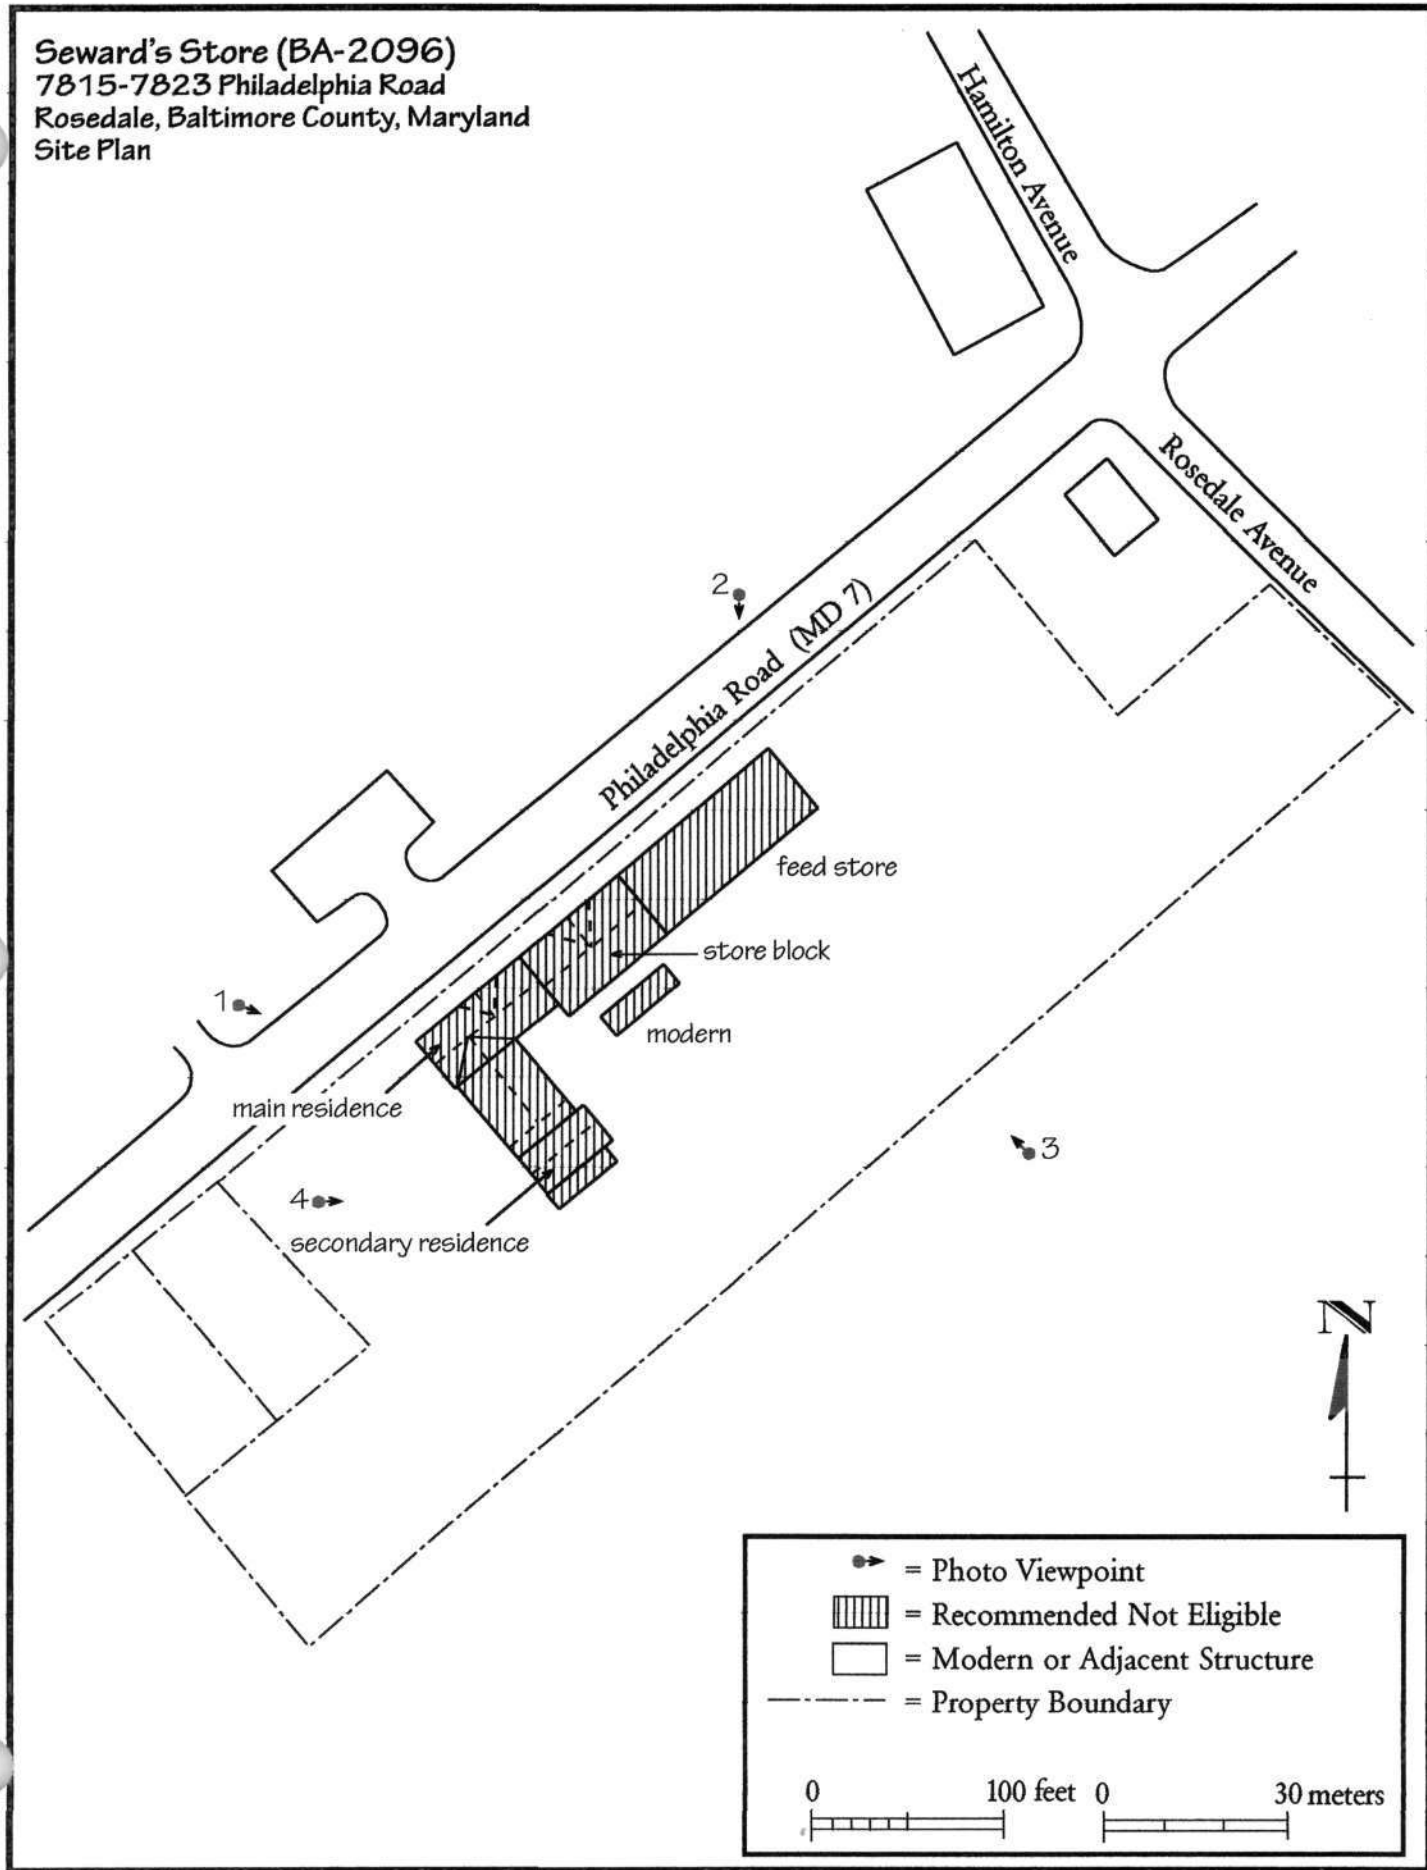 Seward's Store (BA-2096)
7815-7823 Philadelphia Road
Rosedale, Baltimore County, Maryland
Site Plan
Hamilton Avenue
Rosedale Avenue
2
Philadelphia Road (MD 7)
feed store
store block
1
modern
main residence
3
4
secondary residence
N
= Photo Viewpoint
= Recommended Not Eligible
= Modern or Adjacent Structure
= Property Boundary
0 100 feet 0 30 meters